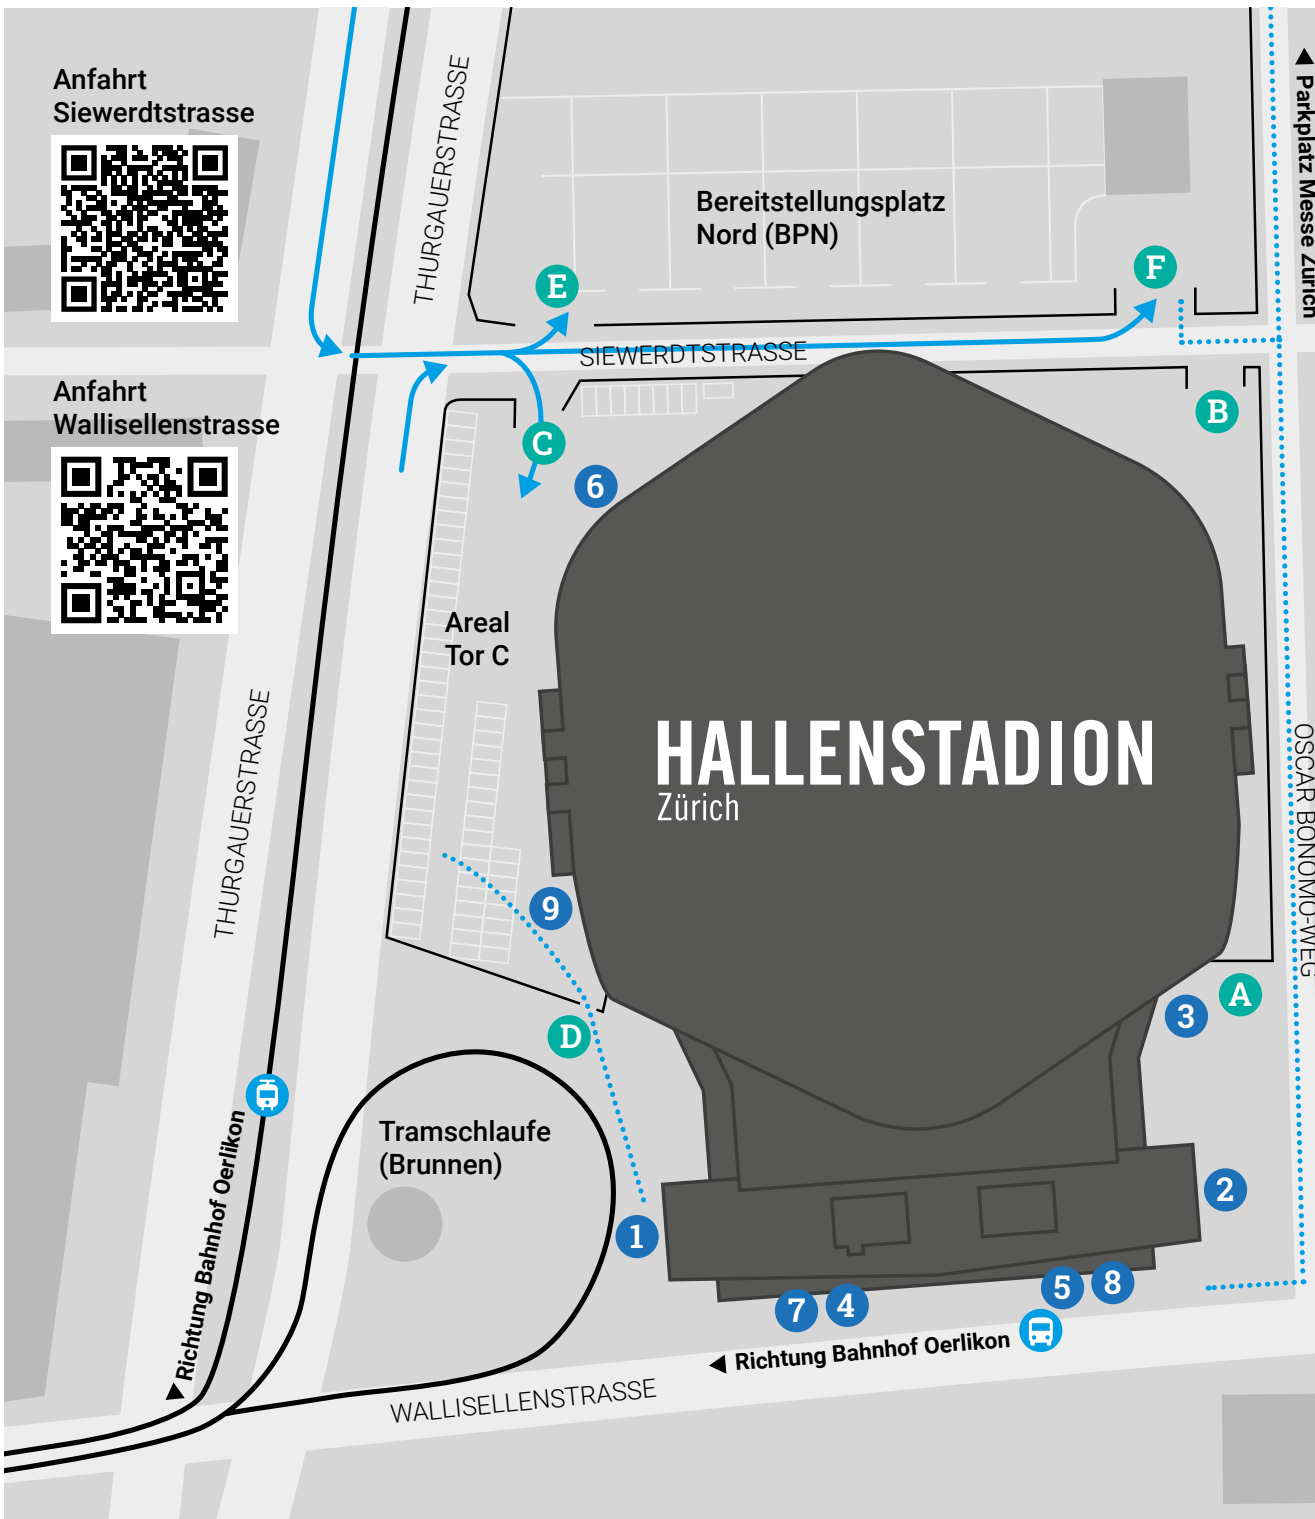 Anfahrt
Siewerdtstrasse
THURGAUERSTRASSE
Parkplatz Messe Zürich
Bereitstellungsplatz
Nord (BPN)
E
F
SIEWERDTSTRASSE
Anfahrt
Wallisellenstrasse
B
C
6
Areal
Tor C
HALLENSTADION
Zürich
THURGAUERSTRASSE
OSCAR BONOMO-WEG
9
A
3
D
Tramschlaufe
(Brunnen)
Richtung Bahnhof Oerlikon
2
1
5
8
7
4
Richtung Bahnhof Oerlikon
WALLISELLENSTRASSE